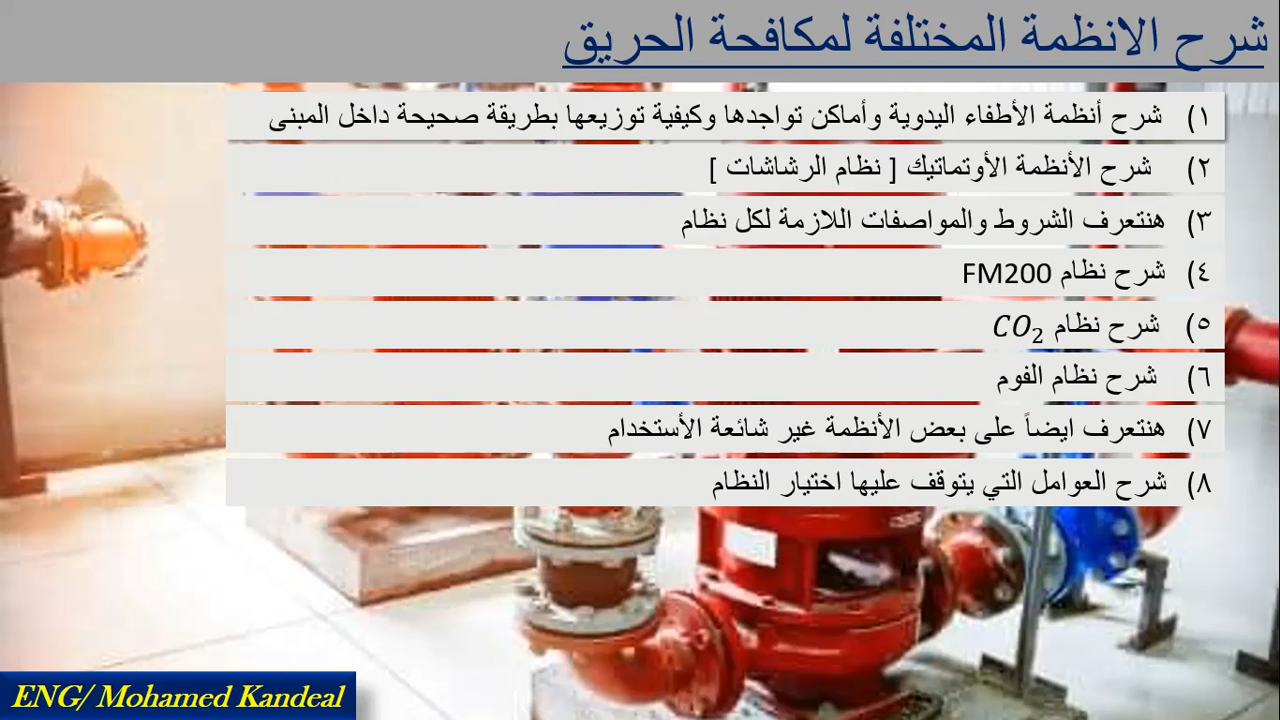 شرح الانظمة المختلفة لمكافحة الحريق
١) شرح أنظمة الأطفاء اليدوية وأماكن تواجدها وكيفية توزيعها بطريقة صحيحة داخل المبنى
٢) شرح الأنظمة الأوتماتيك [ نظام الرشاشات ]
٣) هنتعرف الشروط والمواصفات اللازمة لكل نظام
٤) شرح نظام FM200
٥) شرح نظام CO₂
٦) شرح نظام الفوم
٧) هنتعرف ايضاً على بعض الأنظمة غير شائعة الأستخدام
٨) شرح العوامل التي يتوقف عليها اختيار النظام
ENG/ Mohamed Kandeal